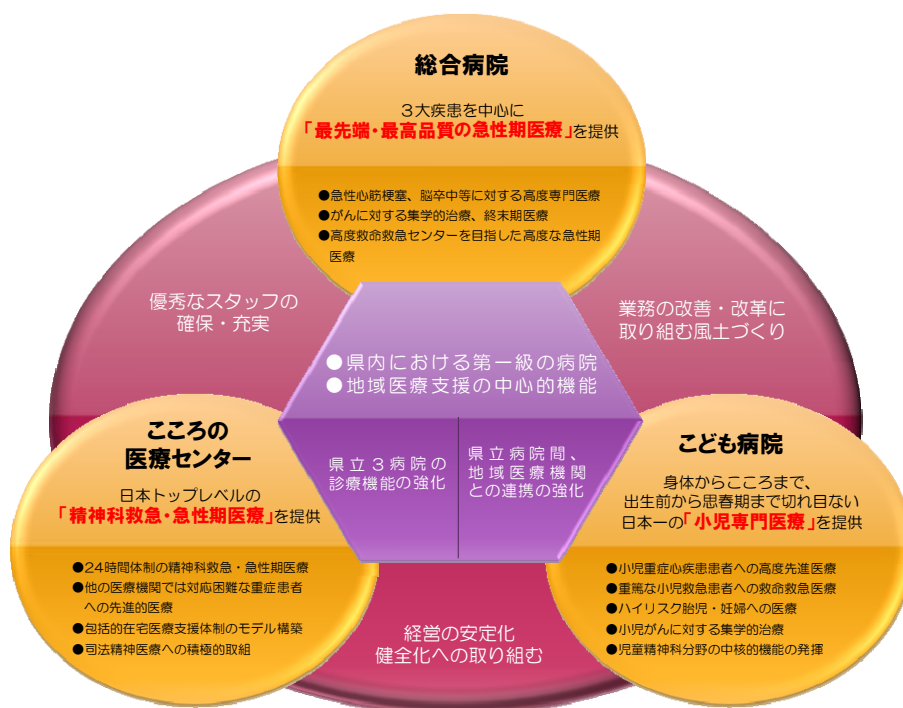 総合病院
3大疾患を中心に
「最先端・最高品質の急性期医療」を提供
●急性心筋梗塞、脳卒中等に対する高度専門医療
●がんに対する集学的治療、終末期医療
●高度救命救急センターを目指した高度な急性期
医療
優秀なスタッフの
確保・充実
業務の改善・改革に
取り組む風土づくり
●県内における第一級の病院
●地域医療支援の中心的機能
県立3病院の
診療機能の強化
県立病院間、
地域医療機関
との連携の強化
こころの
医療センター
日本トップレベルの
「精神科救急・急性期医療」を提供
●24時間体制の精神科救急・急性期医療
●他の医療機関では対応困難な重症患者
への先進的医療
●包括的在宅医療支援体制のモデル構築
●司法精神医療への積極的取組
こども病院
身体からこころまで、
出生前から思春期まで切れ目ない
日本一の「小児専門医療」を提供
●小児重症心疾患患者への高度先進医療
●重篤な小児救急患者への救命救急医療
●ハイリスク胎児・妊婦への医療
●小児がんに対する集学的治療
●児童精神科分野の中核的機能の発揮
経営の安定化
健全化への取り組む